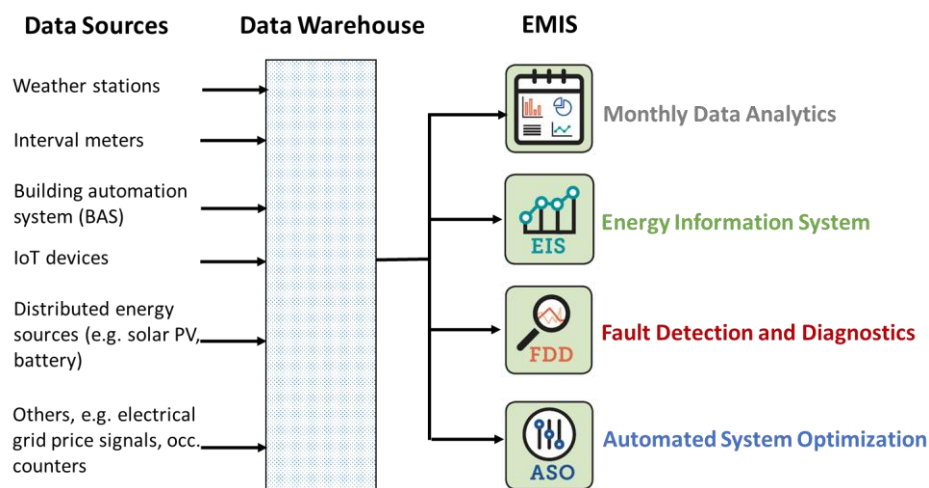 Data Sources
Data Warehouse
EMIS
Weather stations
Interval meters
Building automation
system (BAS)
IoT devices
Distributed energy
sources (e.g. solar PV,
battery)
Others, e.g. electrical
grid price signals, occ.
counters
Monthly Data Analytics
EIS
Energy Information System
FDD
Fault Detection and Diagnostics
ASO
Automated System Optimization